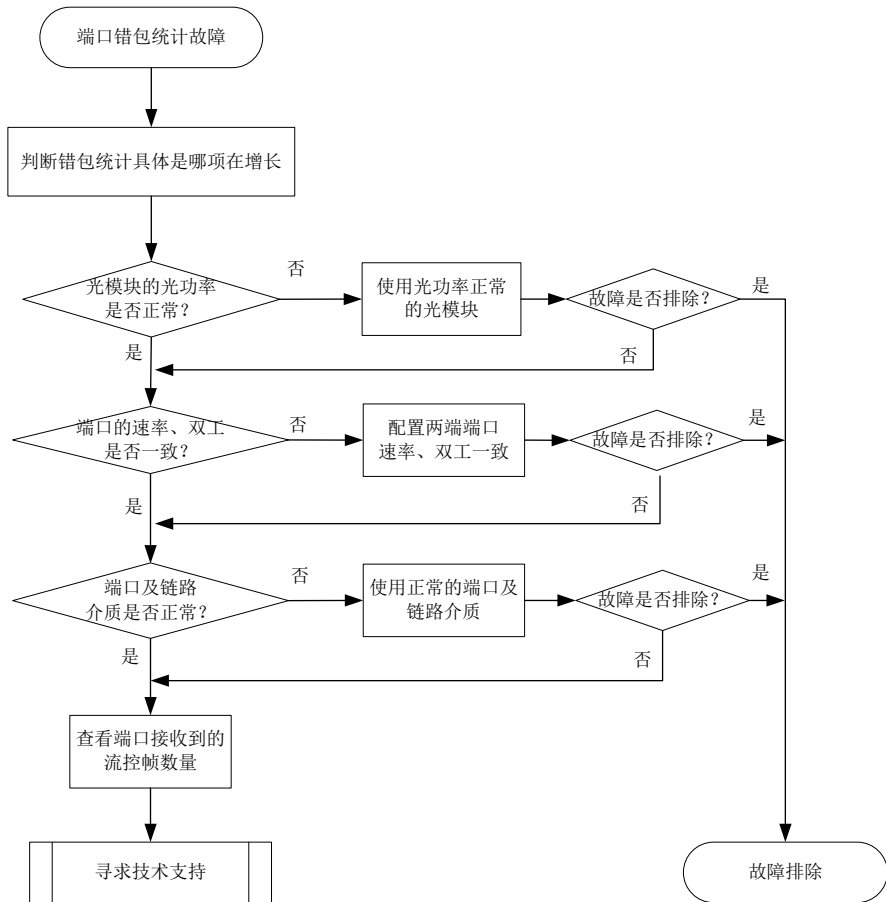 端口错包统计故障
判断错包统计具体是哪项在增长
光模块的光功率
是否正常？
否
使用光功率正常
的光模块
故障是否排除？
是
是
否
端口的速率、双工
是否一致？
否
配置两端端口
速率、双工一致
故障是否排除？
是
是
否
端口及链路
介质是否正常？
否
使用正常的端口及
链路介质
故障是否排除？
是
是
否
查看端口接收到的
流控帧数量
寻求技术支持
故障排除